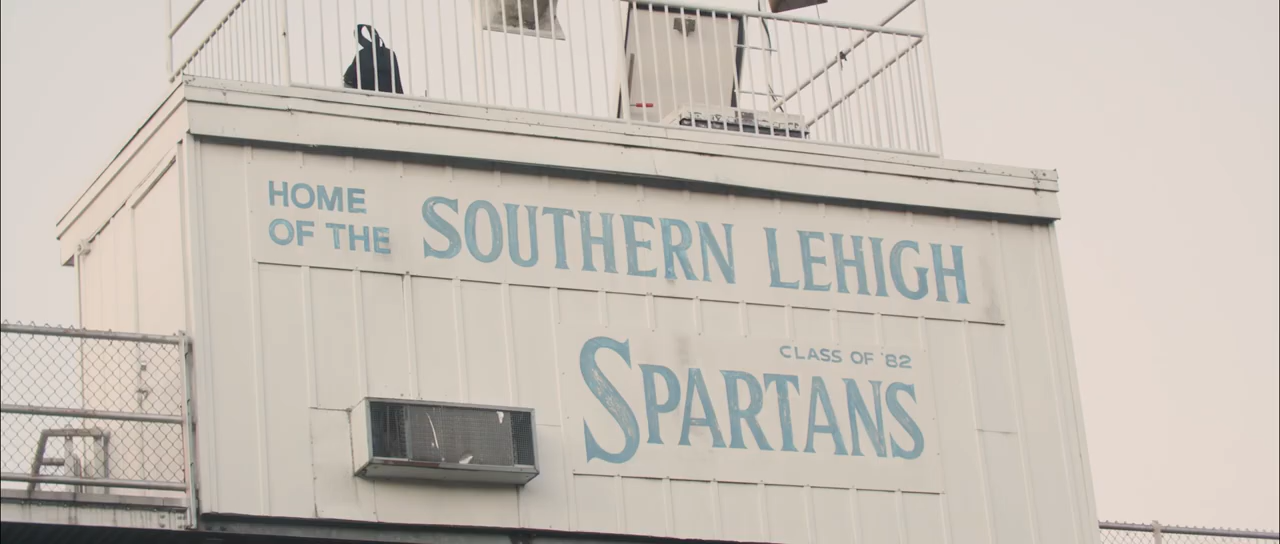 HOME
OF THE
SOUTHERN LEHIGH
CLASS OF '82
SPARTANS